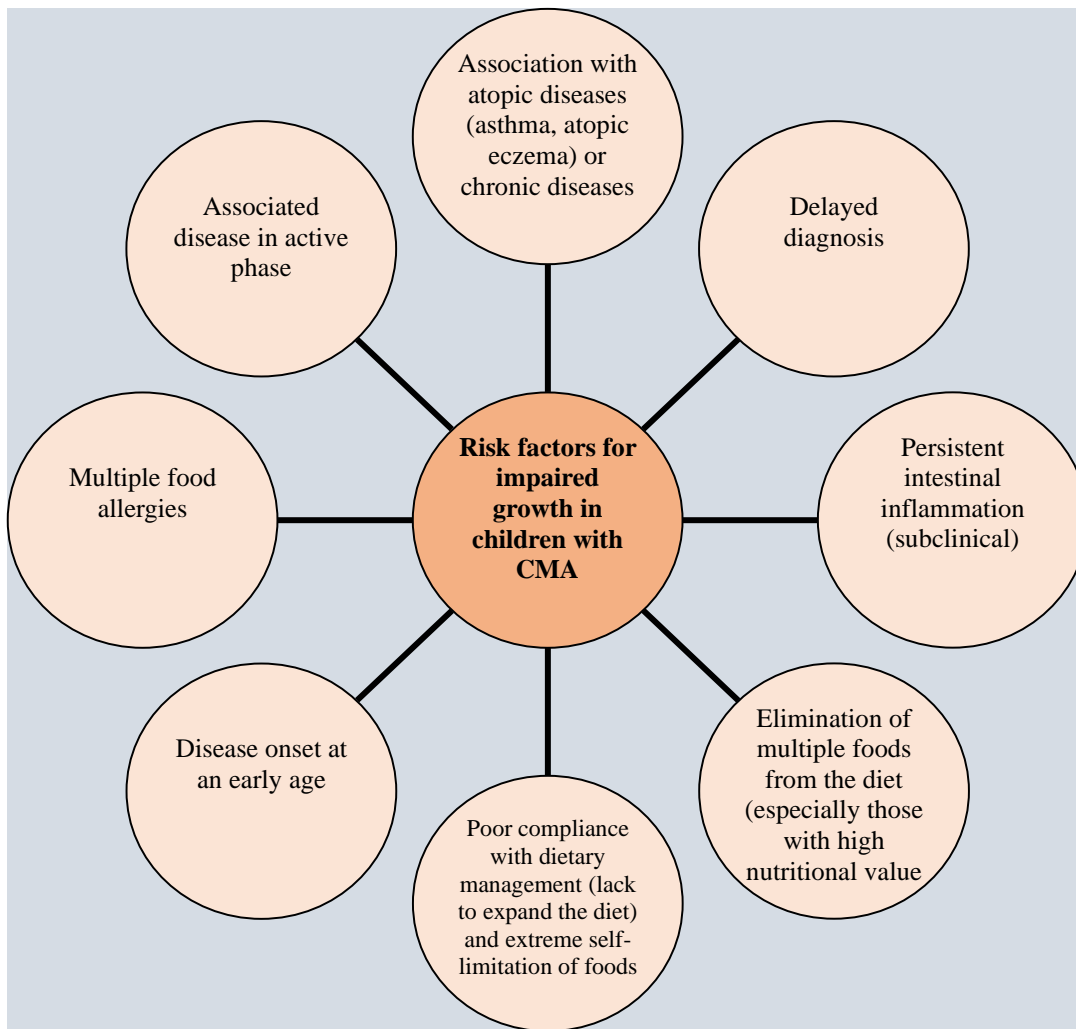 Association with
atopic diseases
(asthma, atopic
eczema) or
chronic diseases
Delayed
diagnosis
Persistent
intestinal
inflammation
(subclinical)
Elimination of
multiple foods
from the diet
(especially those
with high
nutritional value
Poor compliance
with dietary
management (lack
to expand the diet)
and extreme self-
limitation of foods
Disease onset at
an early age
Multiple food
allergies
Associated
disease in active
phase
Risk factors for
impaired
growth in
children with
CMA